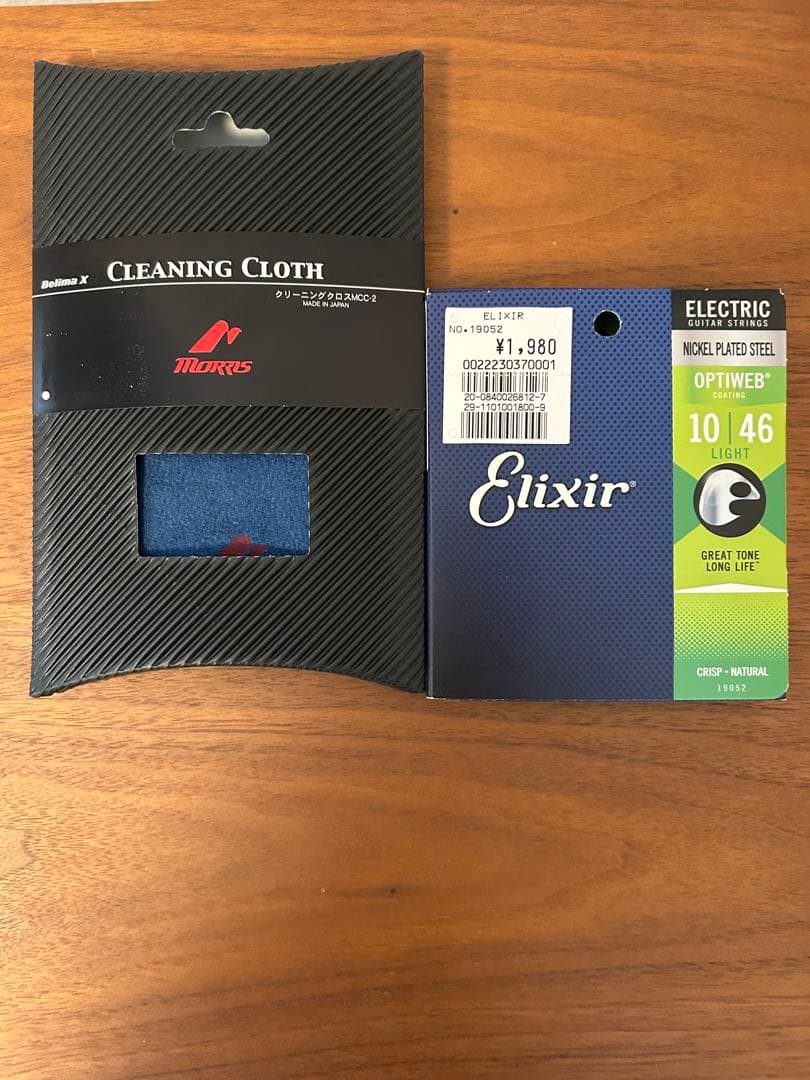 Belima X CLEANING CLOTH
クリーニングクロスMCC-2
MADE IN JAPAN
MORRIS
ELIXIR
NO.19052
¥1,980
0022230370001
20-0840026812-7
29-1101001800-9
Elixir®
ELECTRIC
GUITAR STRINGS
NICKEL PLATED STEEL
OPTIWEB®
COATING
10 | 46
LIGHT
GREAT TONE
LONG LIFE™
CRISP • NATURAL
19052